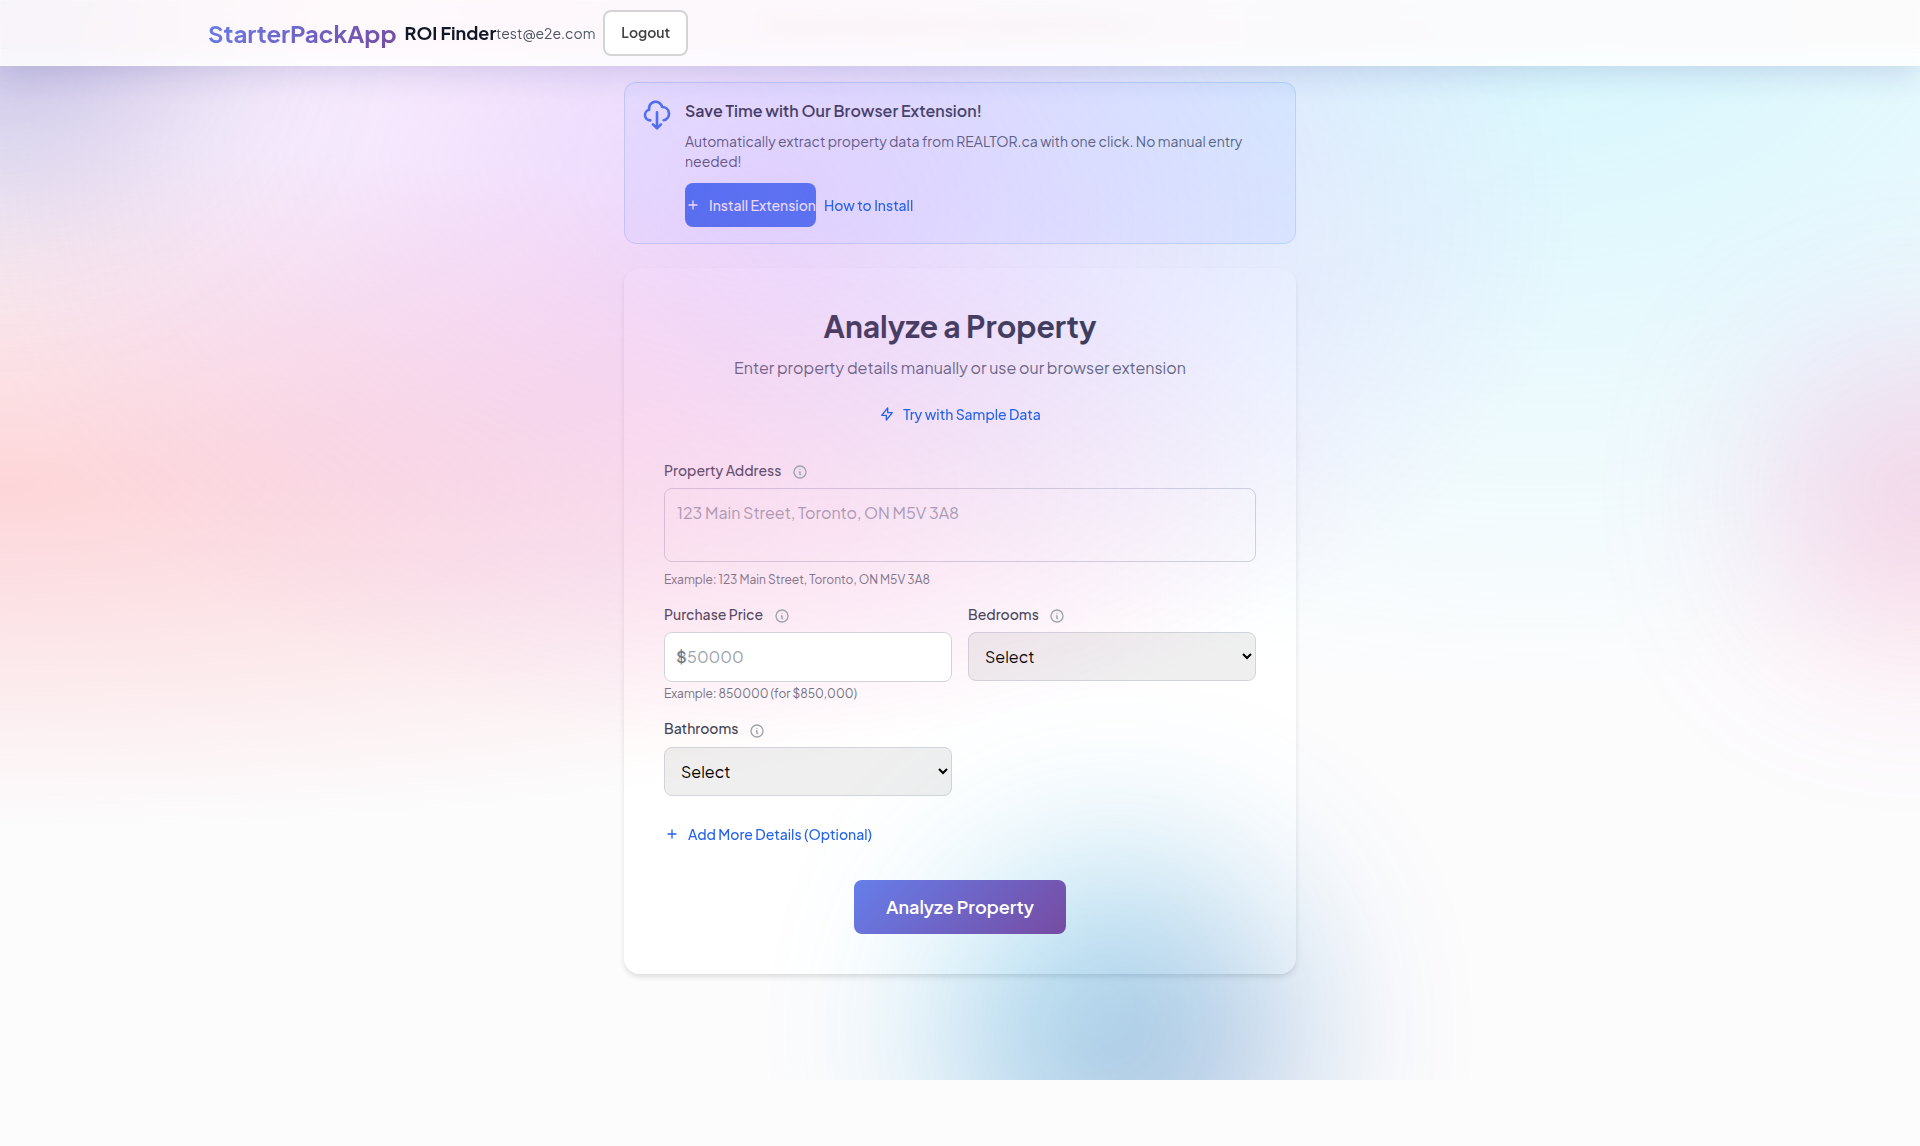 StarterPackApp ROI Finder test@e2e.com Logout
Save Time with Our Browser Extension!
Automatically extract property data from REALTOR.ca with one click. No manual entry
needed!
+ Install Extension How to Install
Analyze a Property
Enter property details manually or use our browser extension
Try with Sample Data
Property Address
123 Main Street, Toronto, ON M5V 3A8
Example: 123 Main Street, Toronto, ON M5V 3A8
Purchase Price Bedrooms
$50000 Select
Example: 850000 (for $850,000)
Bathrooms
Select
+ Add More Details (Optional)
Analyze Property